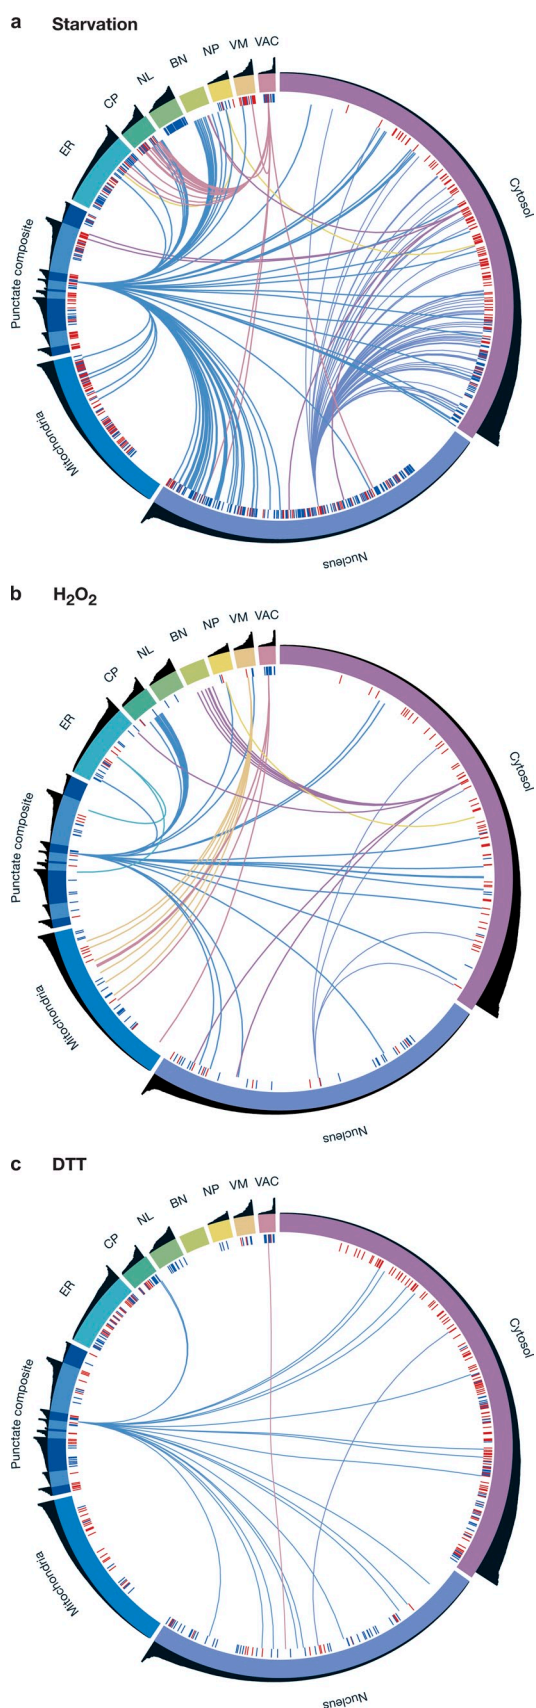 a Starvation
ER
CP
NL
BN
NP
VM
VAC
Cytosol
Punctate composite
Mitochondria
Nucleus
b H₂O₂
ER
CP
NL
BN
NP
VM
VAC
Cytosol
Punctate composite
Mitochondria
Nucleus
c DTT
ER
CP
NL
BN
NP
VM
VAC
Cytosol
Punctate composite
Mitochondria
Nucleus